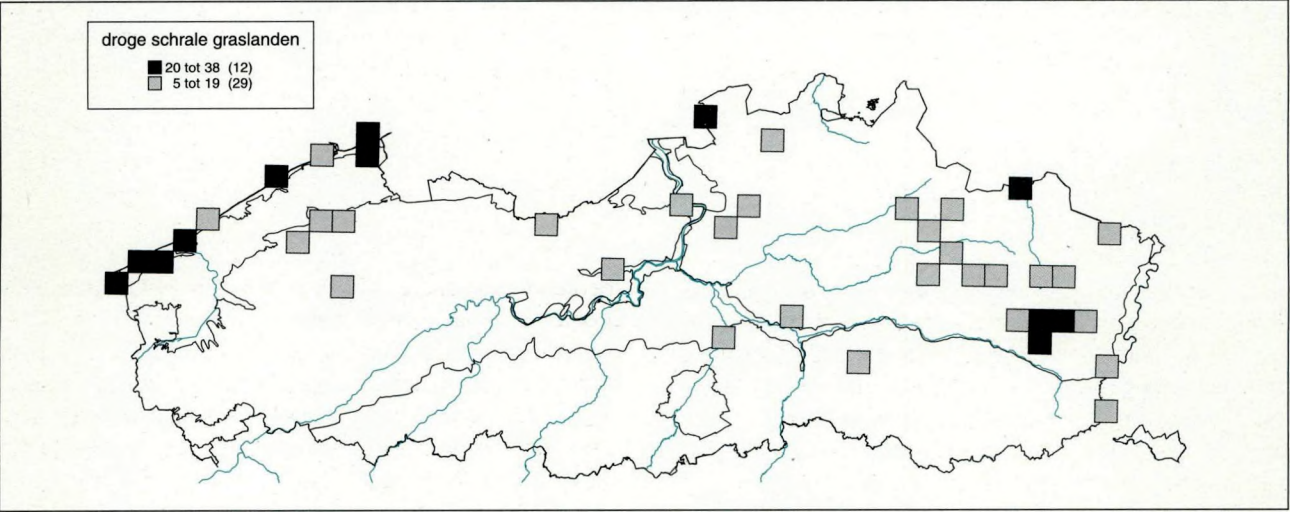 droge schrale graslanden
20 tot 38 (12)
5 tot 19 (29)